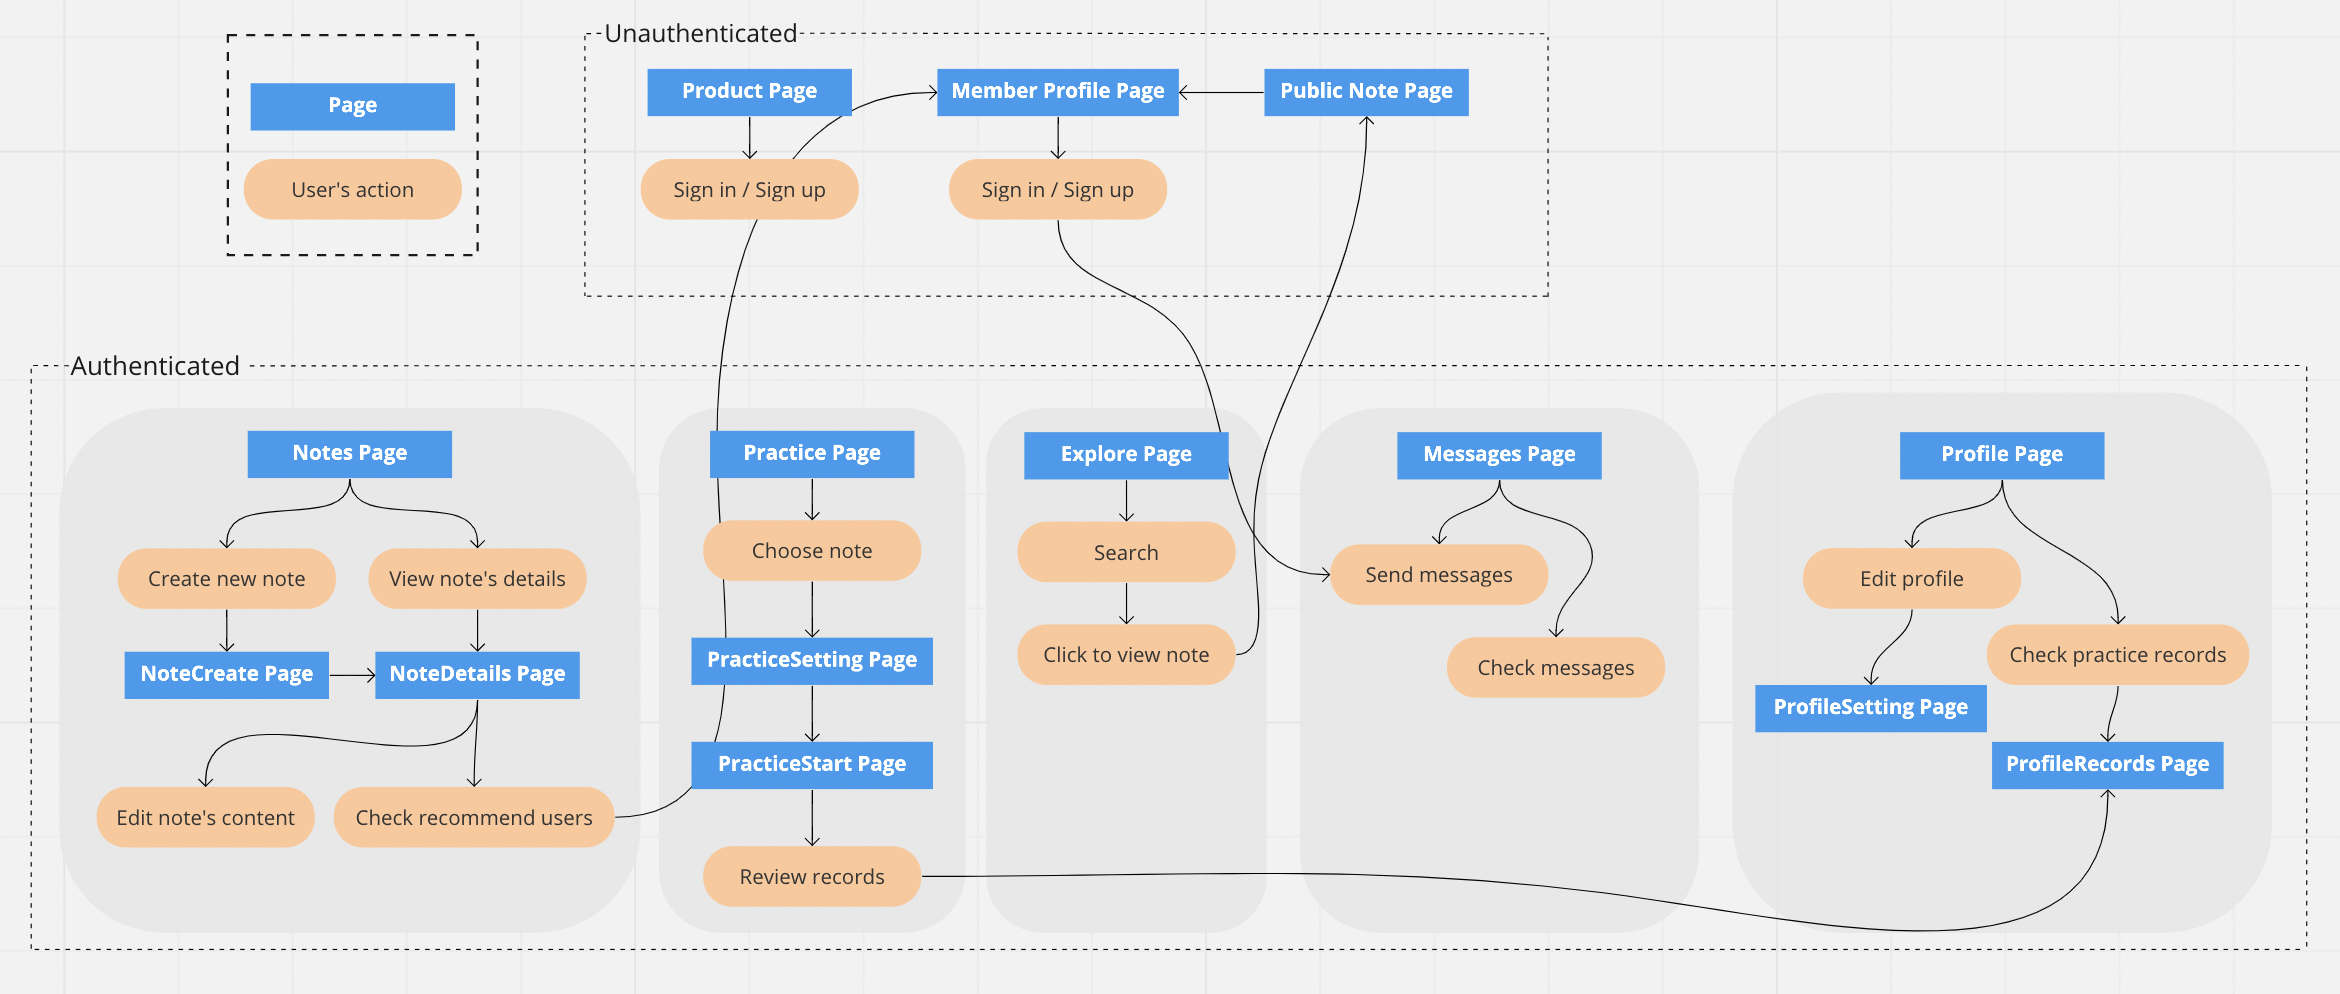 Page
User's action
Unauthenticated
Product Page
Member Profile Page
Public Note Page
Sign in / Sign up
Sign in / Sign up
Authenticated
Notes Page
Create new note
View note's details
NoteCreate Page
NoteDetails Page
Edit note's content
Check recommend users
Practice Page
Choose note
PracticeSetting Page
PracticeStart Page
Review records
Explore Page
Search
Click to view note
Messages Page
Send messages
Check messages
Profile Page
Edit profile
Check practice records
ProfileSetting Page
ProfileRecords Page